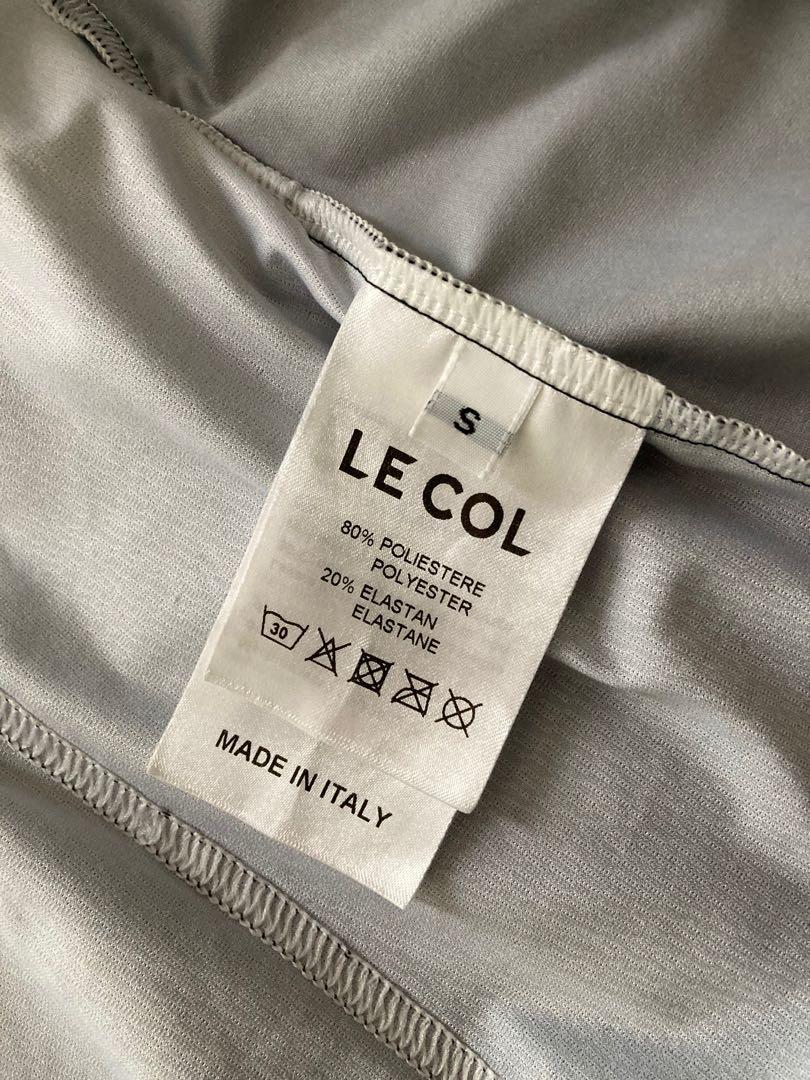 S
LE COL
80% POLIESTERE
POLYESTER
20% ELASTAN
ELASTANE
30
MADE IN ITALY